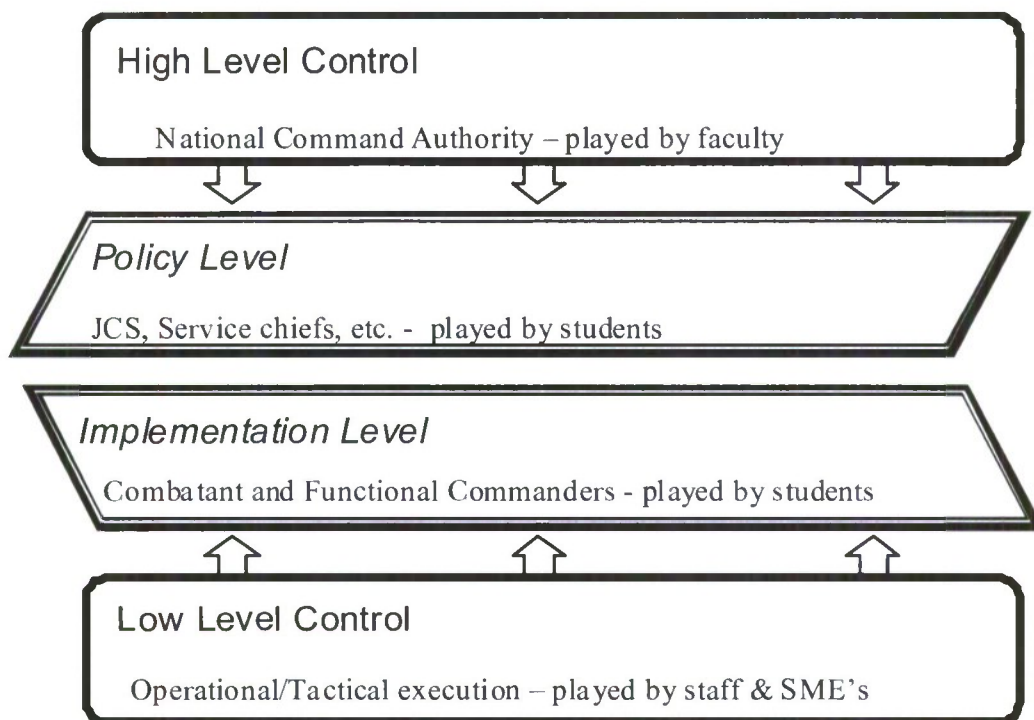 High Level Control
National Command Authority – played by faculty
Policy Level
JCS, Service chiefs, etc. - played by students
Implementation Level
Combatant and Functional Commanders - played by students
Low Level Control
Operational/Tactical execution – played by staff & SME's